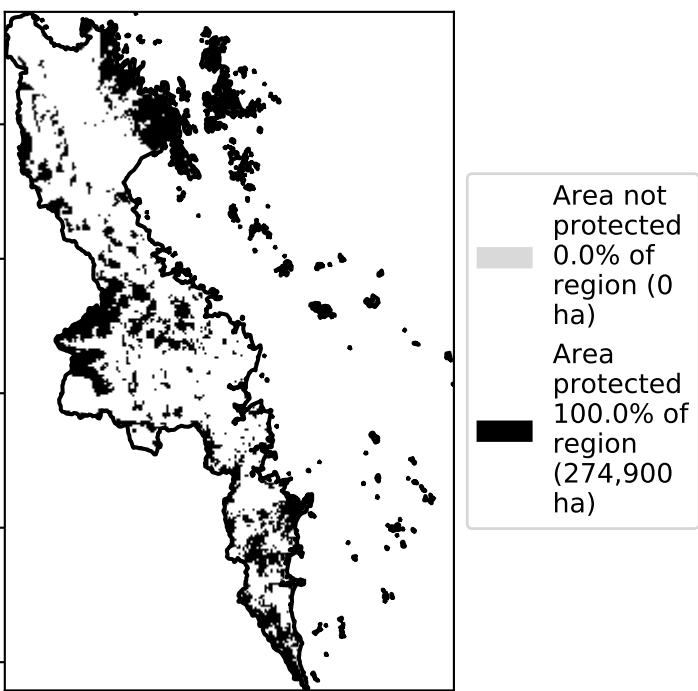 Area not
protected
0.0% of
region (0
ha)
Area
protected
100.0% of
region
(274,900
ha)